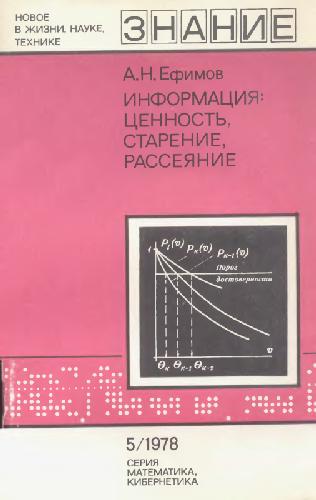 НОВОЕ
В ЖИЗНИ, НАУКЕ,
ТЕХНИКЕ
ЗНАНИЕ
А.Н.Ефимов
ИНФОРМАЦИЯ:
ЦЕННОСТЬ,
СТАРЕНИЕ,
РАССЕЯНИЕ
Порог
достоверности
5/1978
СЕРИЯ
МАТЕМАТИКА,
КИБЕРНЕТИКА